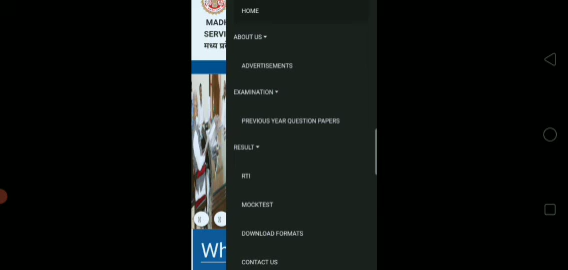 HOME
MADH
SERVI
ABOUT US
मध्य प्र
ADVERTISEMENTS
EXAMINATION
PREVIOUS YEAR QUESTION PAPERS
RESULT
RTI
MOCKTEST
DOWNLOAD FORMATS
Wh
CONTACT US